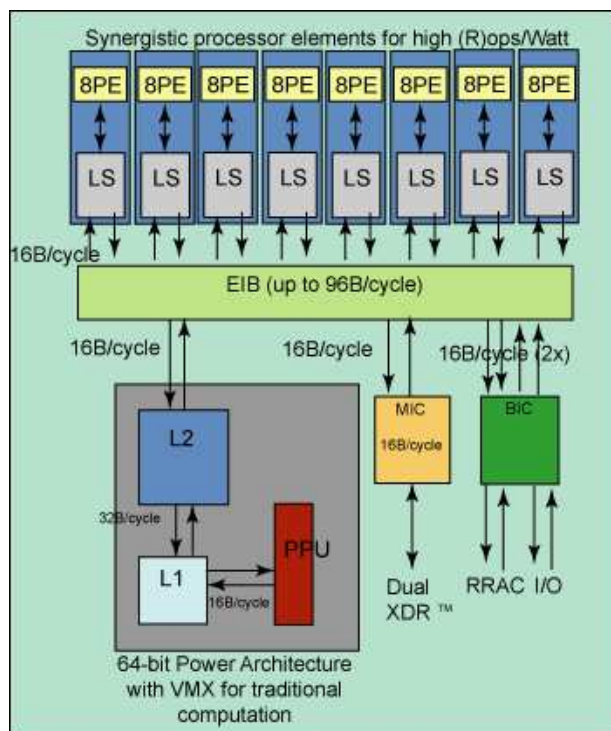 Synergistic processor elements for high (R)ops/Watt
8PE 8PE 8PE 8PE 8PE 8PE 8PE 8PE
LS LS LS LS LS LS LS LS
16B/cycle
EIB (up to 96B/cycle)
16B/cycle 16B/cycle 16B/cycle (2x)
L2 MIC BIC
16B/cycle
32B/cycle
PPU
L1
16B/cycle
Dual
XDR ™
RRAC I/O
64-bit Power Architecture
with VMX for traditional
computation